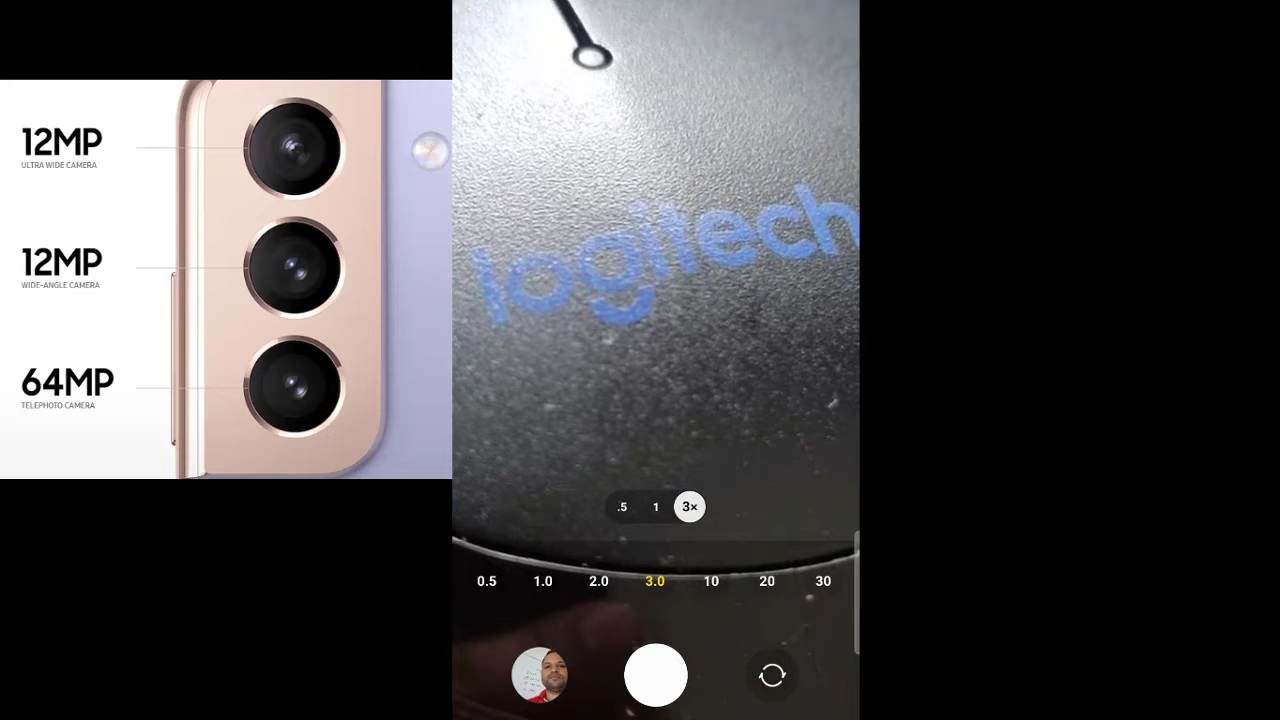 12MP
ULTRA WIDE CAMERA
12MP
WIDE-ANGLE CAMERA
64MP
TELEPHOTO CAMERA
logitech
.5 1 3×
0.5 1.0 2.0 3.0 10 20 30